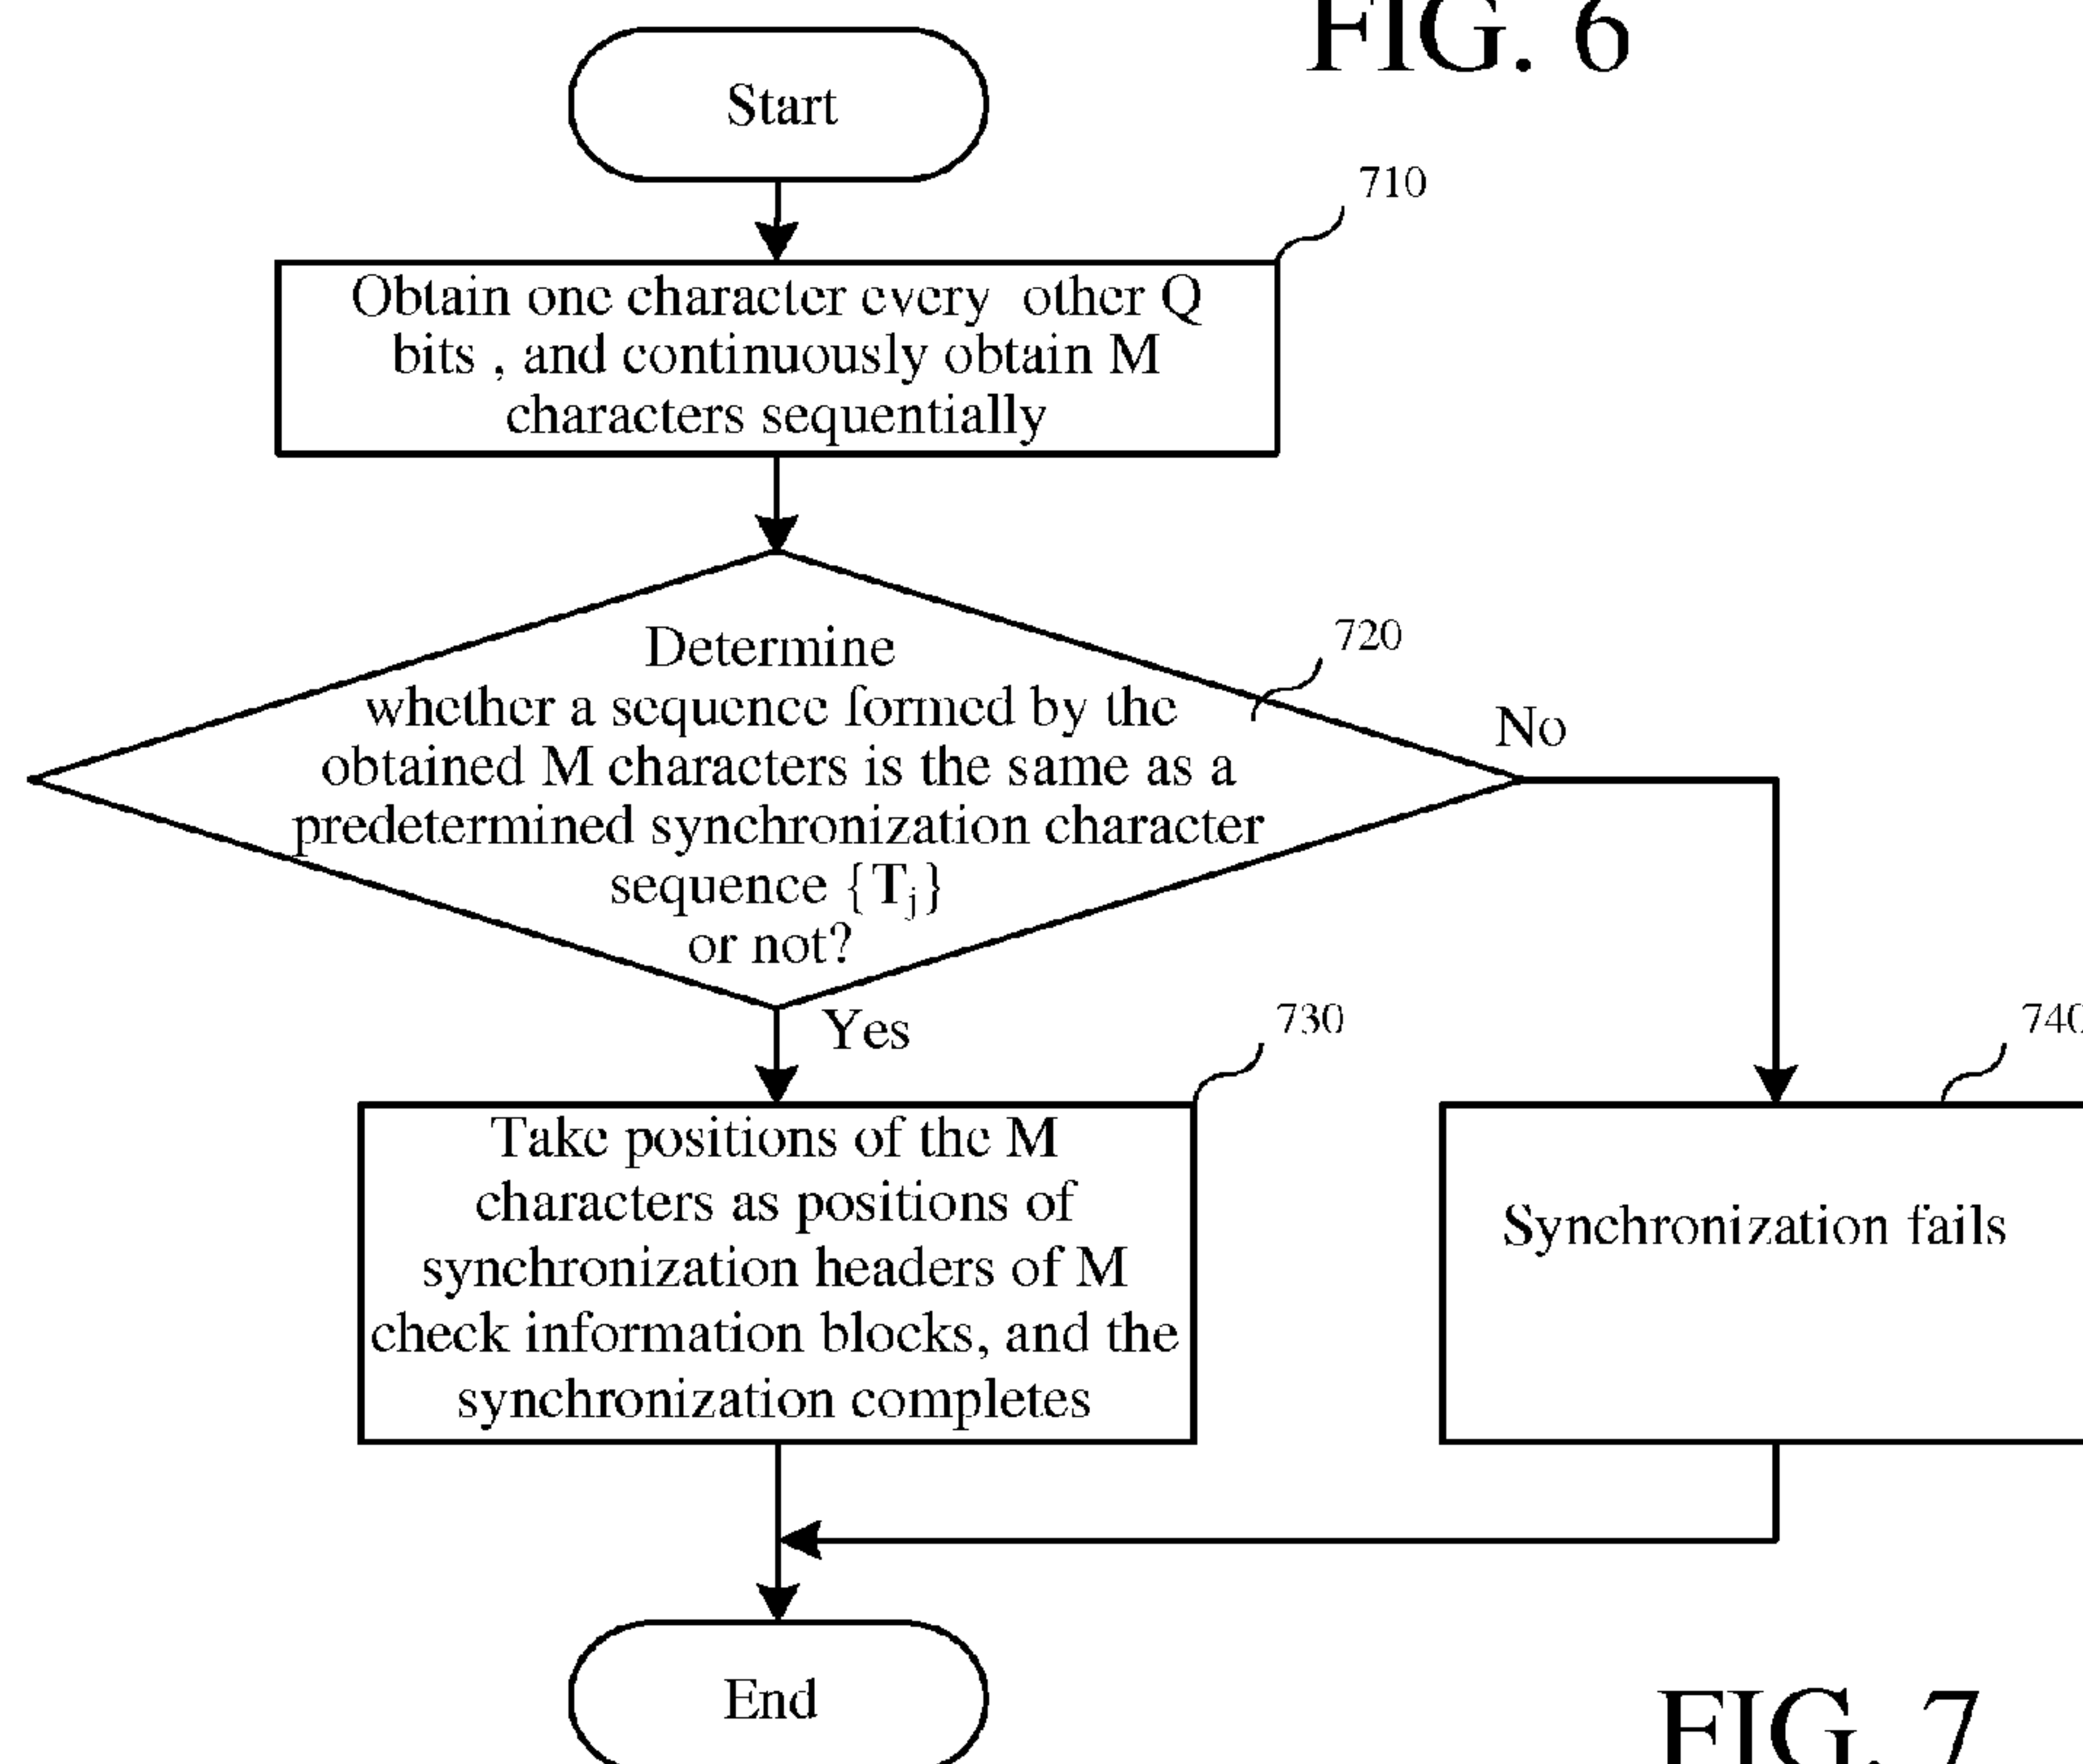 FIG. 6
Start
710
Obtain one character every other Q
bits , and continuously obtain M
characters sequentially
720
Determine
whether a sequence formed by the
obtained M characters is the same as a
predetermined synchronization character
sequence {Tj}
or not?
No
Yes
730
740
Take positions of the M
characters as positions of
synchronization headers of M
check information blocks, and the
synchronization completes
Synchronization fails
End
FIG. 7